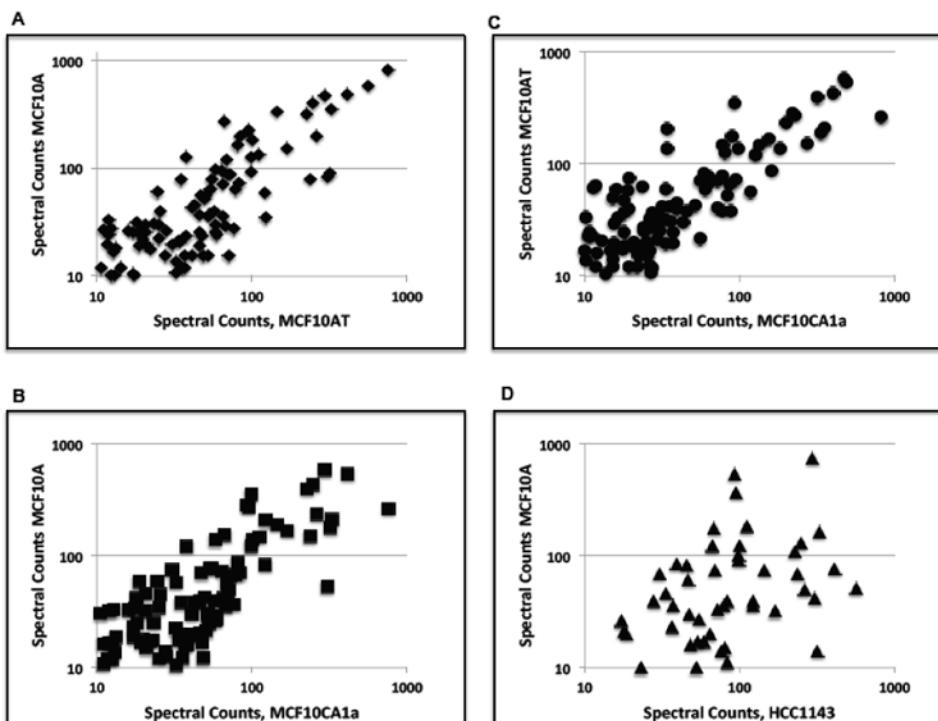 A
Spectral Counts MCF10A
1000
100
10
10 100 1000
Spectral Counts, MCF10AT
C
Spectral Counts MCF10AT
1000
100
10
10 100 1000
Spectral Counts, MCF10CA1a
B
Spectral Counts MCF10A
1000
100
10
10 100 1000
Spectral Counts, MCF10CA1a
D
Spectral Counts, MCF10A
1000
100
10
10 100 1000
Spectral Counts, HCC1143